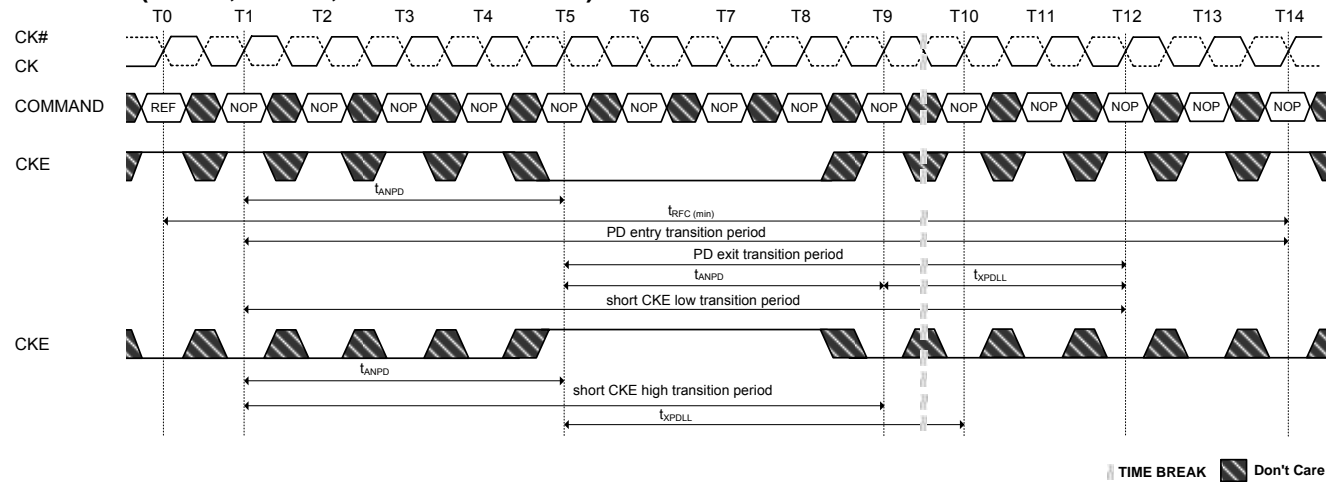 T0 T1 T2 T3 T4 T5 T6 T7 T8 T9 T10 T11 T12 T13 T14
CK#
CK
COMMAND REF NOP NOP NOP NOP NOP NOP NOP NOP NOP NOP NOP NOP NOP NOP
CKE
tANPD
tRFC (min)
PD entry transition period
PD exit transition period
tANPD tXPDLL
short CKE low transition period
CKE
tANPD
short CKE high transition period
tXPDLL
TIME BREAK Don't Care